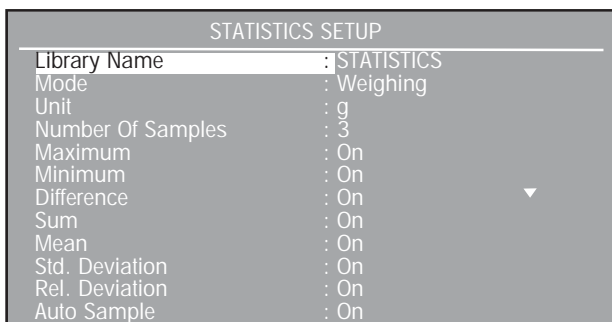 STATISTICS SETUP
Library Name : STATISTICS
Mode : Weighing
Unit : g
Number Of Samples : 3
Maximum : On
Minimum : On
Difference : On
Sum : On
Mean : On
Std. Deviation : On
Rel. Deviation : On
Auto Sample : On